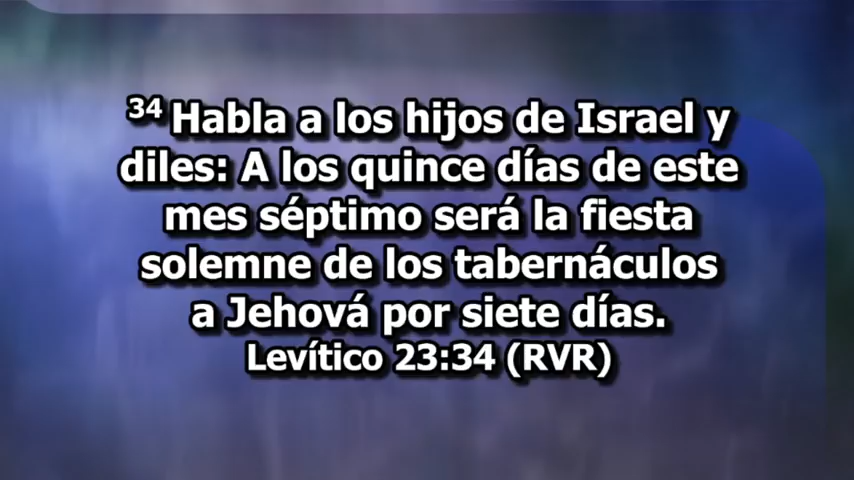 34 Habla a los hijos de Israel y
diles: A los quince días de este
mes séptimo será la fiesta
solemne de los tabernáculos
a Jehová por siete días.
Levítico 23:34 (RVR)